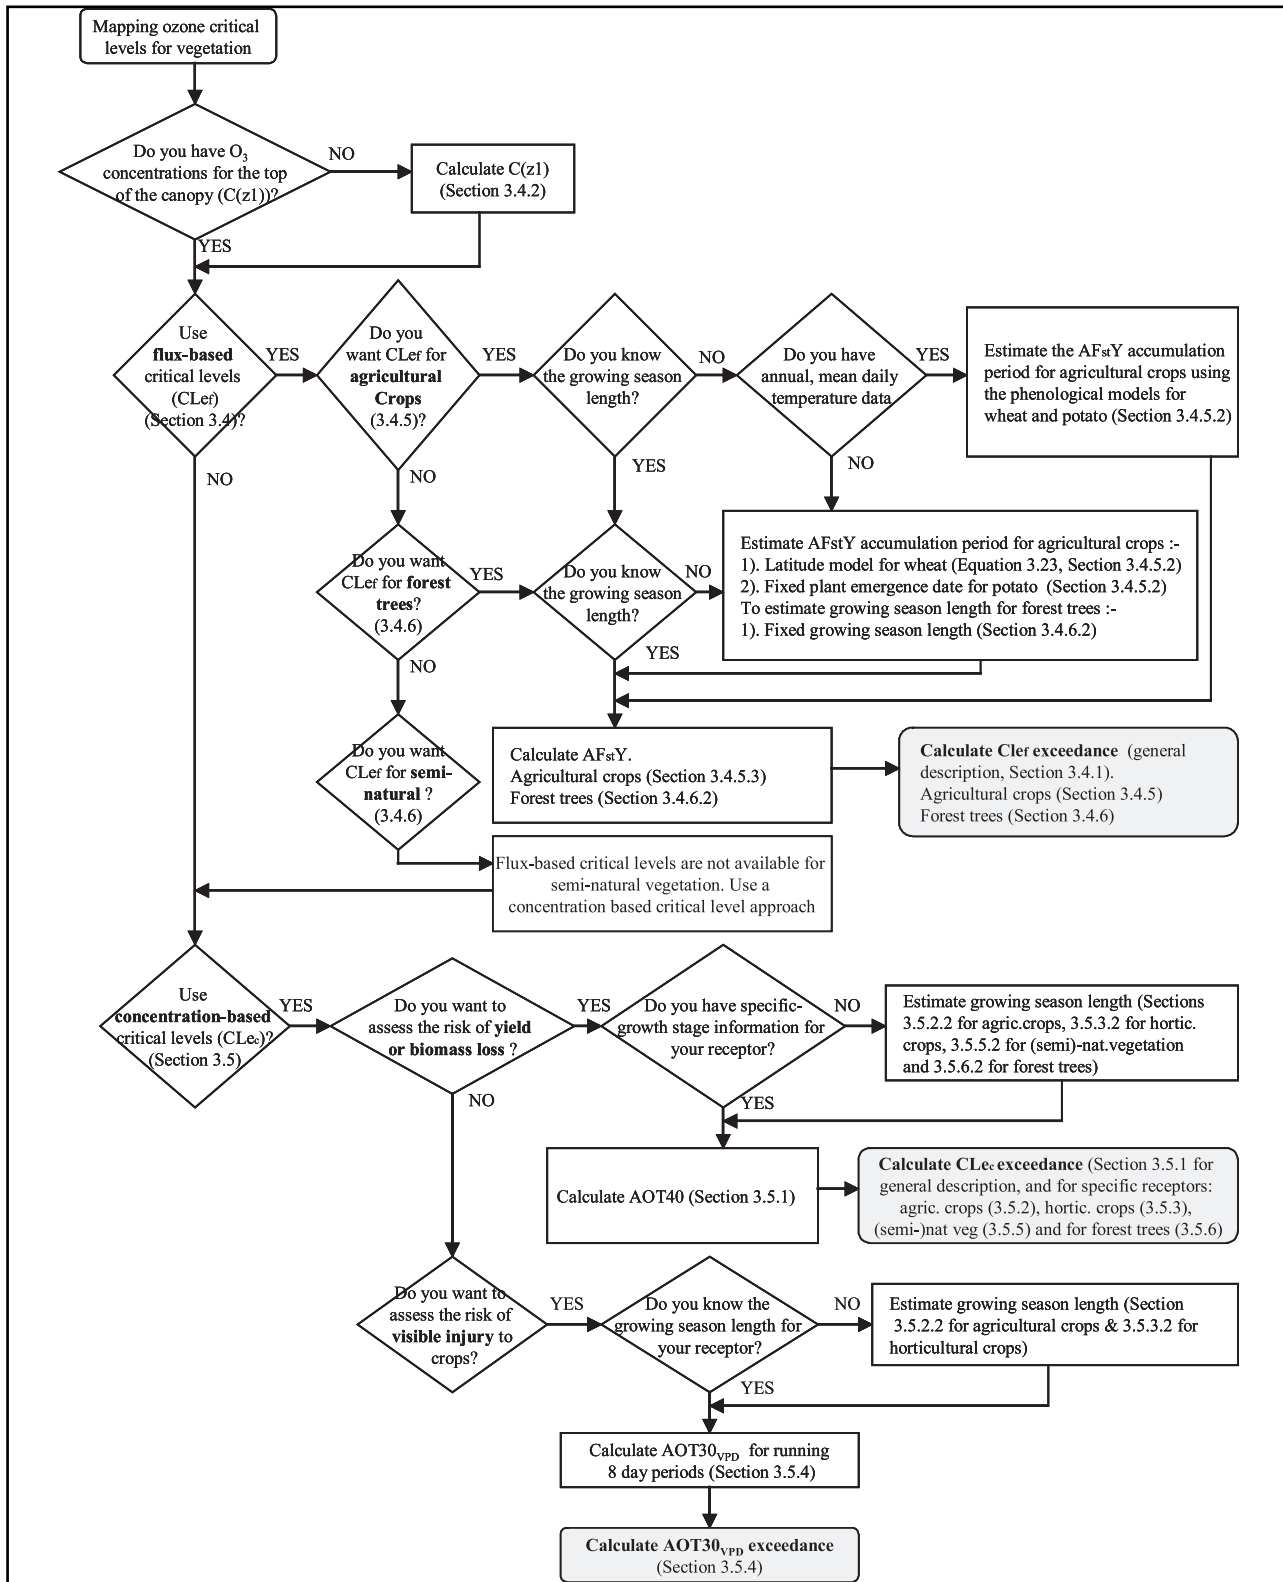 Mapping ozone critical
levels for vegetation
Do you have O3
concentrations for the top
of the canopy (C(z1))?
NO
Calculate C(z1)
(Section 3.4.2)
YES
Use
flux-based
critical levels
(CLef)
(Section 3.4)?
YES
Do you
want CLef for
agricultural
Crops
(3.4.5)?
YES
Do you know
the growing season
length?
NO
Do you have
annual, mean daily
temperature data
YES
Estimate the AFstY accumulation
period for agricultural crops using
the phenological models for
wheat and potato (Section 3.4.5.2)
NO
NO
YES
NO
Do you want
CLef for forest
trees?
(3.4.6)
YES
Do you know
the growing season
length?
NO
Estimate AFstY accumulation period for agricultural crops :-
1). Latitude model for wheat (Equation 3.23, Section 3.4.5.2)
2). Fixed plant emergence date for potato (Section 3.4.5.2)
To estimate growing season length for forest trees :-
1). Fixed growing season length (Section 3.4.6.2)
NO
YES
Do you want
CLef for semi-
natural ?
(3.4.6)
Calculate AFstY.
Agricultural crops (Section 3.4.5.3)
Forest trees (Section 3.4.6.2)
Calculate Clef exceedance (general
description, Section 3.4.1).
Agricultural crops (Section 3.4.5)
Forest trees (Section 3.4.6)
Flux-based critical levels are not available for
semi-natural vegetation. Use a
concentration based critical level approach
Use
concentration-based
critical levels (CLec)?
(Section 3.5)
YES
Do you want to
assess the risk of yield
or biomass loss ?
YES
Do you have specific-
growth stage information for
your receptor?
NO
Estimate growing season length (Sections
3.5.2.2 for agric.crops, 3.5.3.2 for hortic.
crops, 3.5.5.2 for (semi)-nat.vegetation
and 3.5.6.2 for forest trees)
NO
YES
Calculate AOT40 (Section 3.5.1)
Calculate CLec exceedance (Section 3.5.1 for
general description, and for specific receptors:
agric. crops (3.5.2), hortic. crops (3.5.3),
(semi-)nat veg (3.5.5) and for forest trees (3.5.6)
Do you want to
assess the risk of
visible injury to
crops?
YES
Do you know the
growing season length for
your receptor?
NO
Estimate growing season length (Section
3.5.2.2 for agricultural crops & 3.5.3.2 for
horticultural crops)
YES
Calculate AOT30VPD for running
8 day periods (Section 3.5.4)
Calculate AOT30VPD exceedance
(Section 3.5.4)